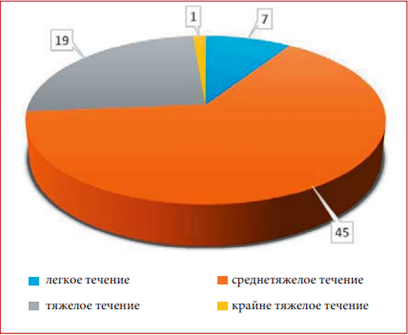 1
7
19
45
легкое течение
среднетяжелое течение
тяжелое течение
крайне тяжелое течение